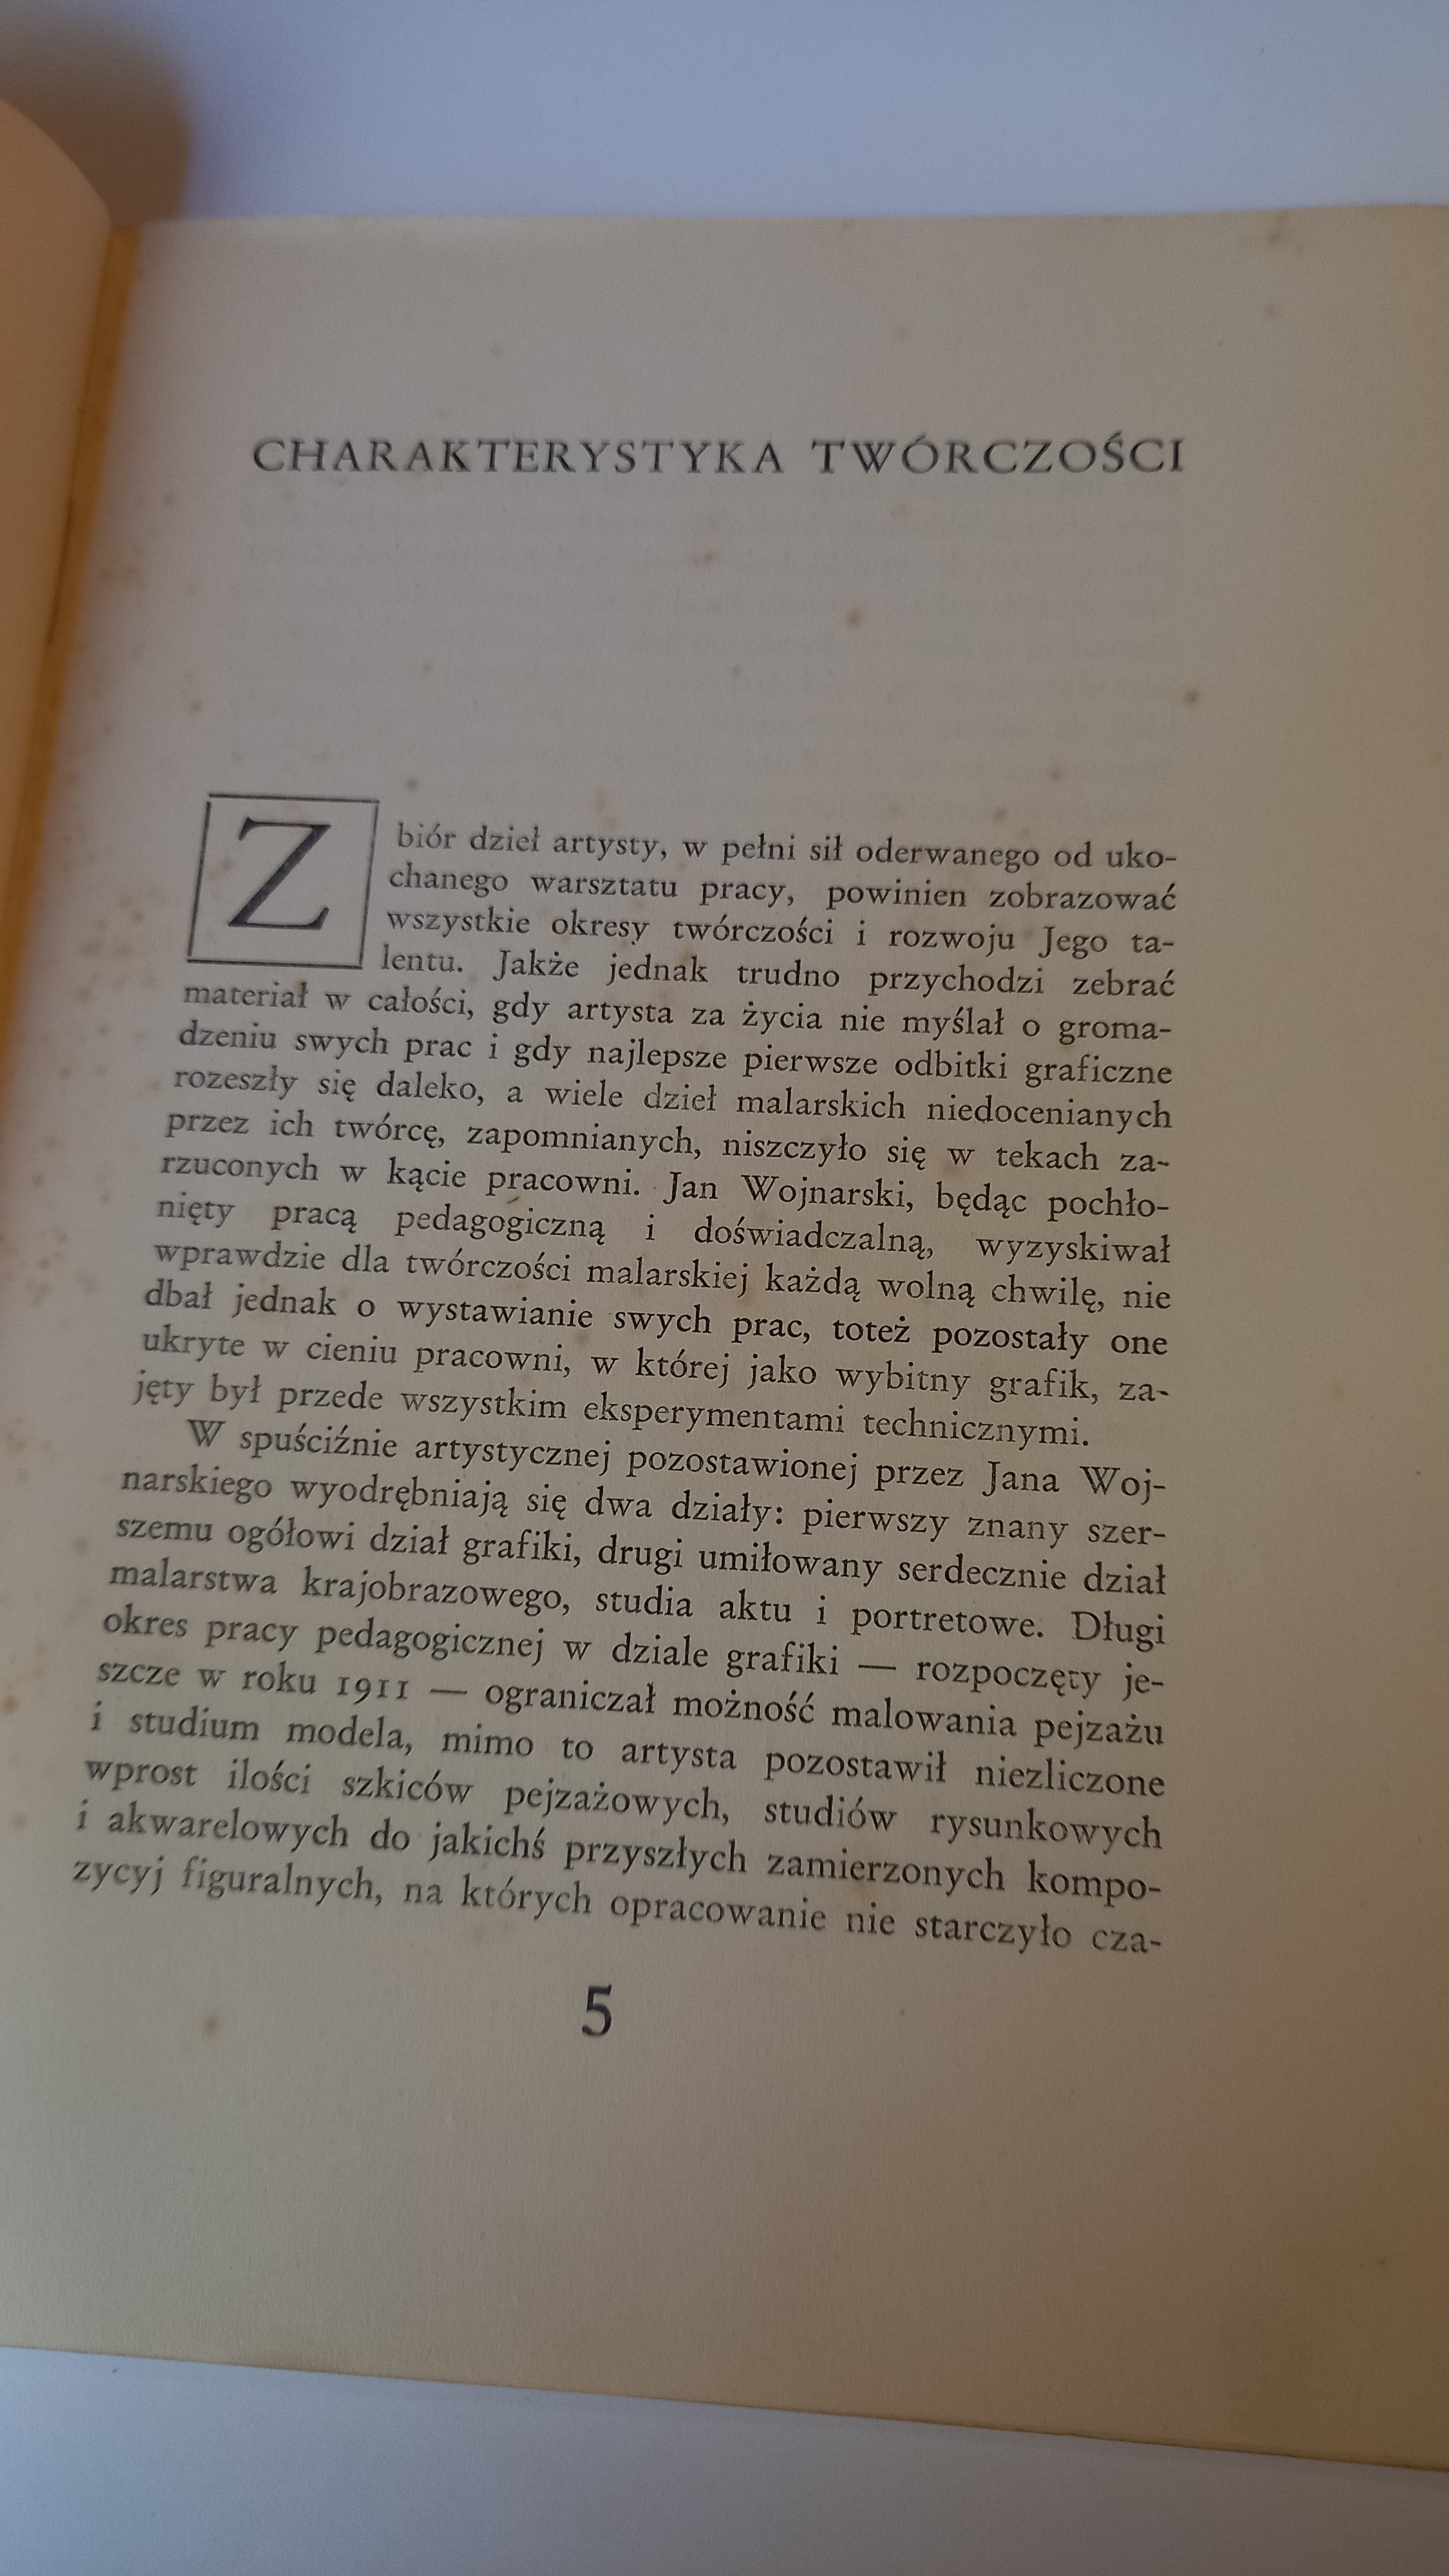 CHARAKTERYSTYKA TWÓRCZOŚCI
Zbiór dzieł artysty, w pełni sił oderwanego od uko-
chanego warsztatu pracy, powinien zobrazować
wszystkie okresy twórczości i rozwoju Jego ta-
lentu. Jakże jednak trudno przychodzi zebrać
materiał w całości, gdy artysta za życia nie myślał o groma-
dzeniu swych prac i gdy najlepsze pierwsze odbitki graficzne
rozeszły się daleko, a wiele dzieł malarskich niedocenianych
przez ich twórcę, zapomnianych, niszczyło się w tekach za-
rzuconych w kącie pracowni. Jan Wojnarski, będąc pochło-
nięty pracą pedagogiczną i doświadczalną, wyzyskiwał
wprawdzie dla twórczości malarskiej każdą wolną chwilę, nie
dbał jednak o wystawianie swych prac, toteż pozostały one
ukryte w cieniu pracowni, w której jako wybitny grafik, za-
jęty był przede wszystkim eksperymentami technicznymi.
W spuściźnie artystycznej pozostawionej przez Jana Woj-
narskiego wyodrębniają się dwa działy: pierwszy znany szer-
szemu ogółowi dział grafiki, drugi umiłowany serdecznie dział
malarstwa krajobrazowego, studia aktu i portretowe. Długi
okres pracy pedagogicznej w dziale grafiki — rozpoczęty je-
szcze w roku 1911 — ograniczał możność malowania pejzażu
i studium modela, mimo to artysta pozostawił niezliczone
wprost ilości szkiców pejzażowych, studiów rysunkowych
i akwarelowych do jakichś przyszłych zamierzonych kompo-
zycyj figuralnych, na których opracowanie nie starczyło cza-
5